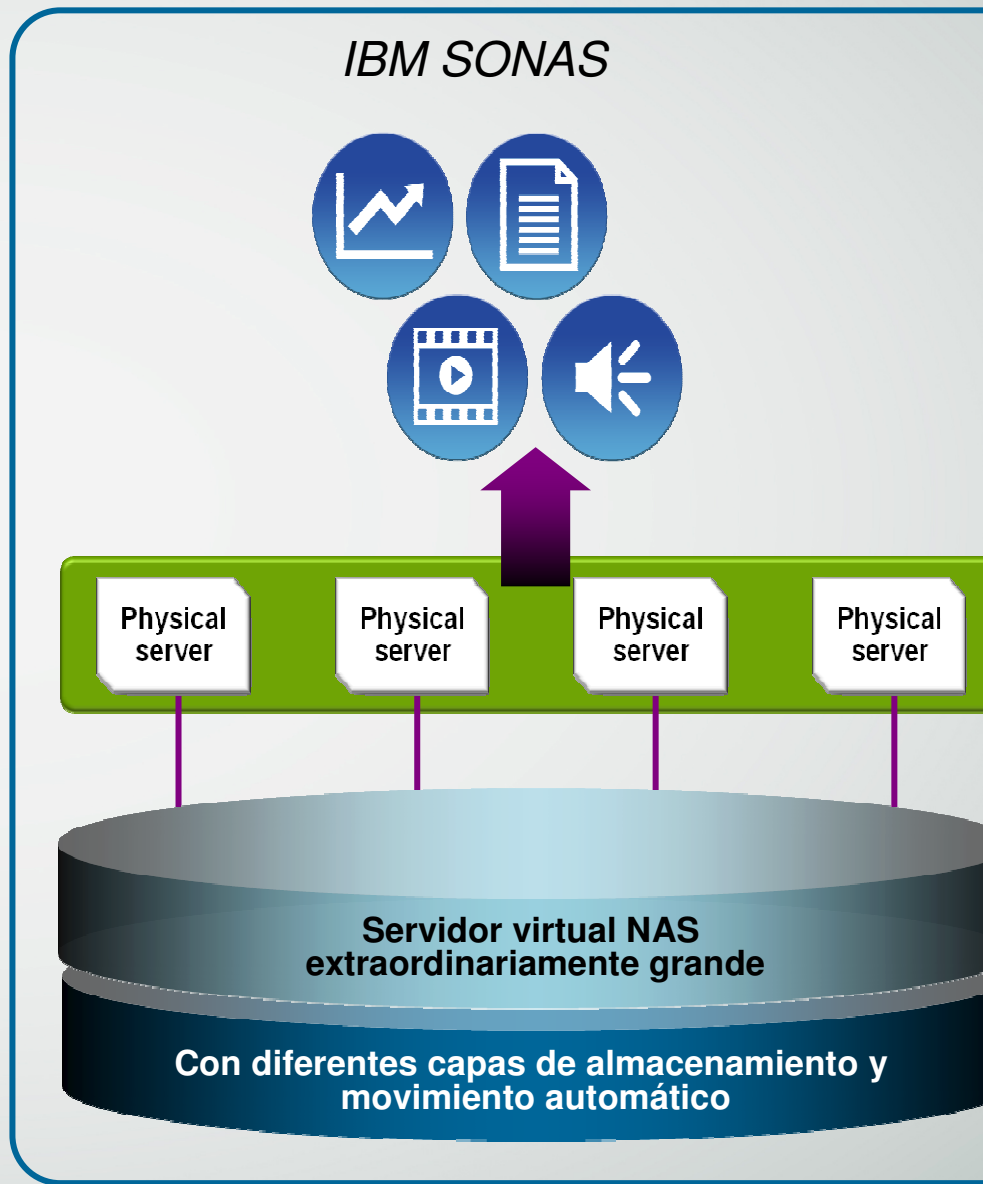 IBM SONAS
Physical
server
Physical
server
Physical
server
Physical
server
Servidor virtual NAS
extraordinariamente grande
Con diferentes capas de almacenamiento y
movimiento automático